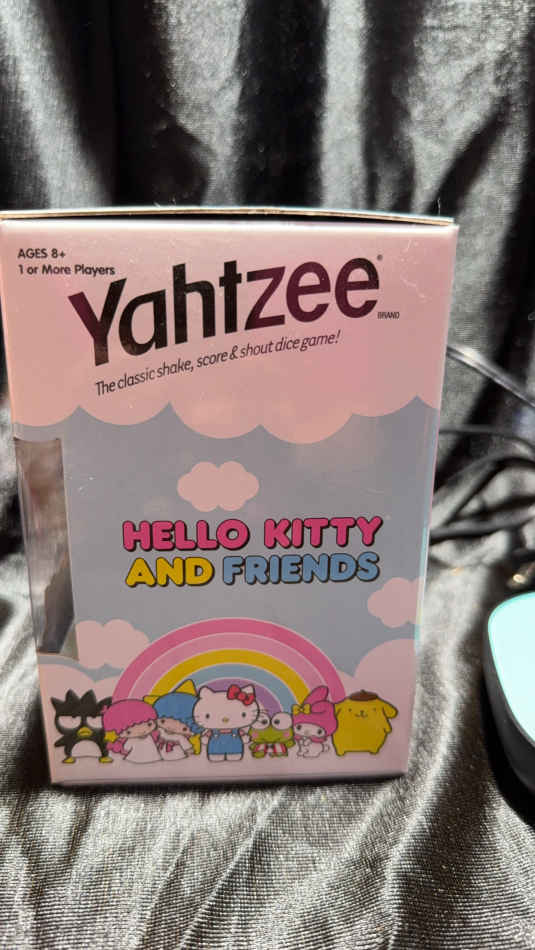 AGES 8+
1 or More Players
Yahtzee®
BRAND
The classic shake, score & shout dice game!
HELLO KITTY
AND FRIENDS